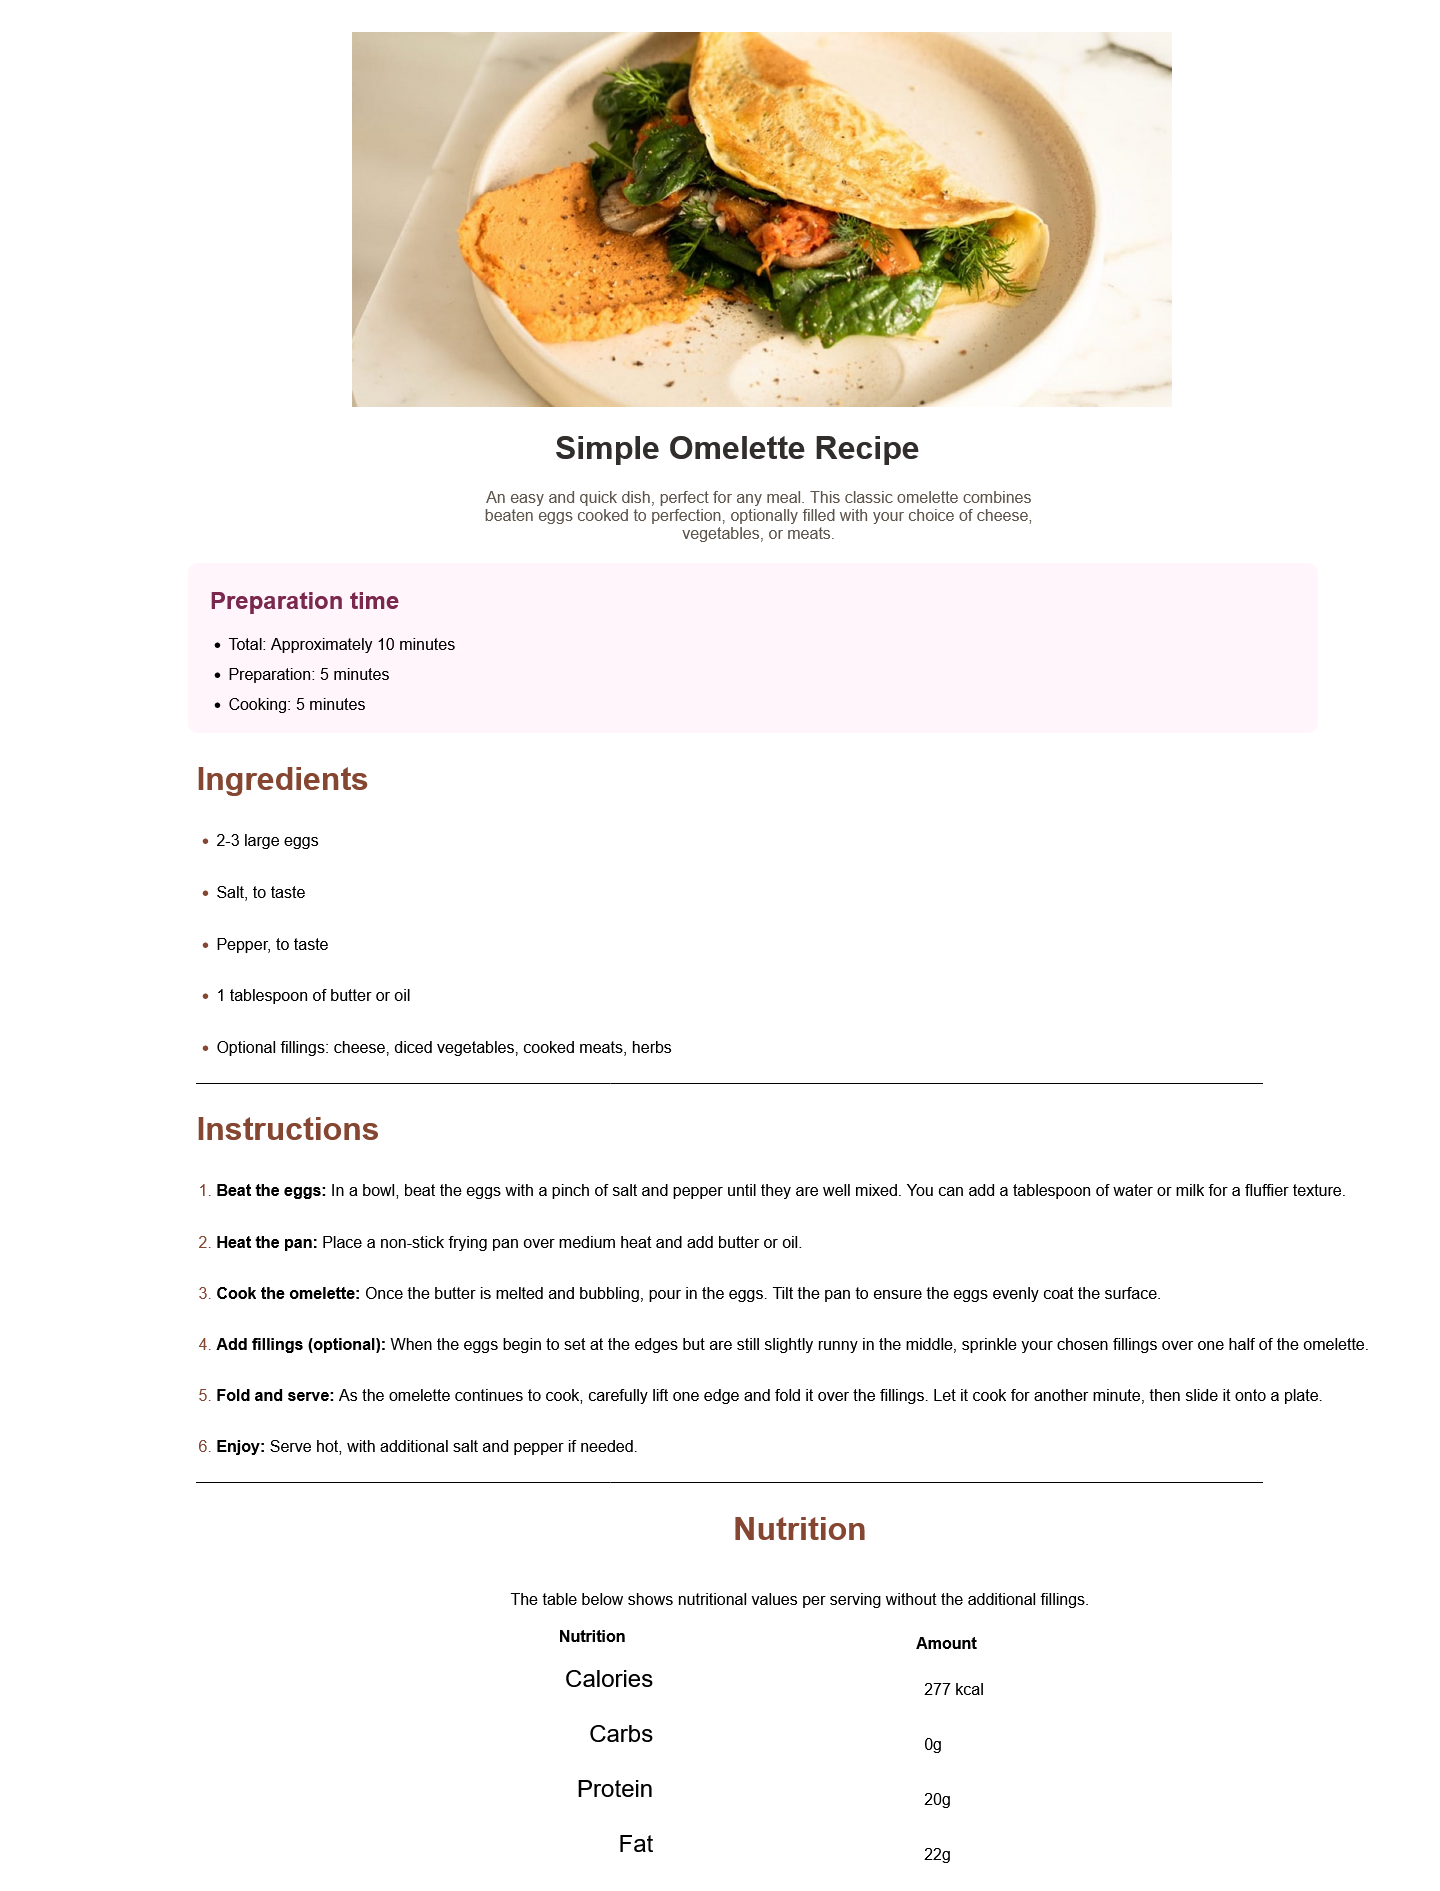 Simple Omelette Recipe
An easy and quick dish, perfect for any meal. This classic omelette combines
beaten eggs cooked to perfection, optionally filled with your choice of cheese,
vegetables, or meats.
Preparation time
• Total: Approximately 10 minutes
• Preparation: 5 minutes
• Cooking: 5 minutes
Ingredients
• 2-3 large eggs
• Salt, to taste
• Pepper, to taste
• 1 tablespoon of butter or oil
• Optional fillings: cheese, diced vegetables, cooked meats, herbs
Instructions
1. Beat the eggs: In a bowl, beat the eggs with a pinch of salt and pepper until they are well mixed. You can add a tablespoon of water or milk for a fluffier texture.
2. Heat the pan: Place a non-stick frying pan over medium heat and add butter or oil.
3. Cook the omelette: Once the butter is melted and bubbling, pour in the eggs. Tilt the pan to ensure the eggs evenly coat the surface.
4. Add fillings (optional): When the eggs begin to set at the edges but are still slightly runny in the middle, sprinkle your chosen fillings over one half of the omelette.
5. Fold and serve: As the omelette continues to cook, carefully lift one edge and fold it over the fillings. Let it cook for another minute, then slide it onto a plate.
6. Enjoy: Serve hot, with additional salt and pepper if needed.
Nutrition
The table below shows nutritional values per serving without the additional fillings.
Nutrition Amount
Calories 277 kcal
Carbs 0g
Protein 20g
Fat 22g